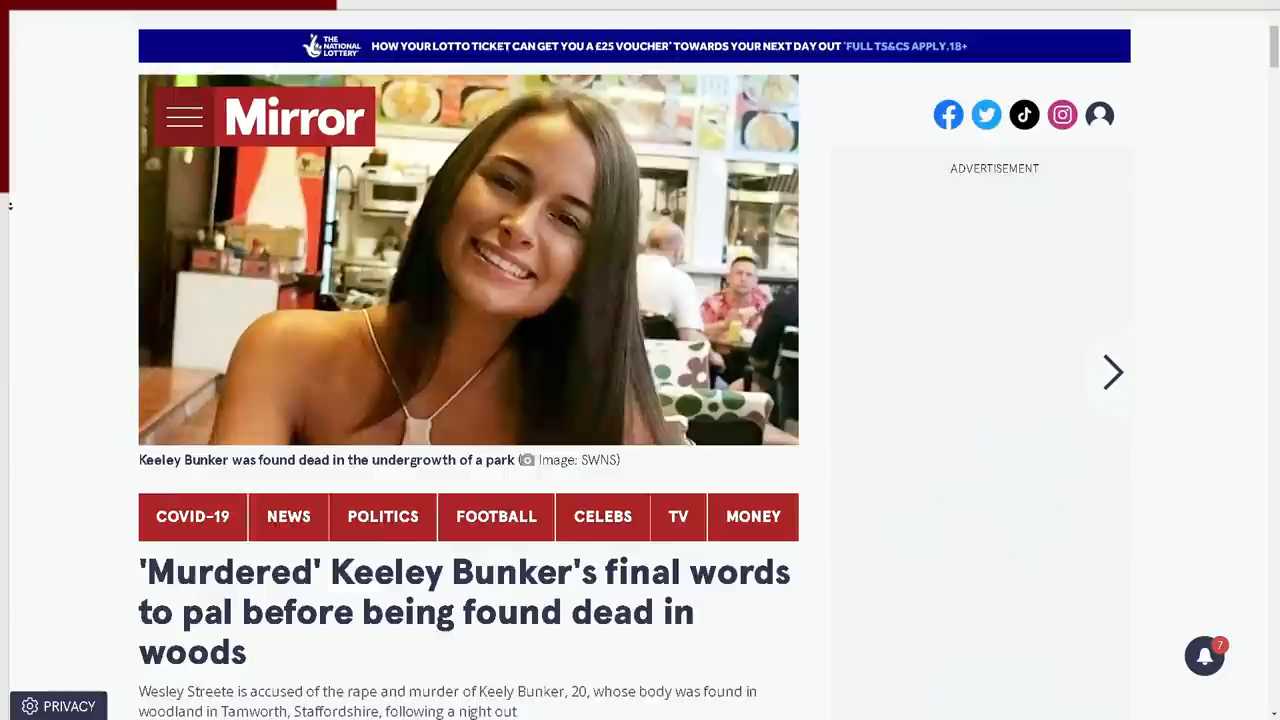 THE
NATIONAL
LOTTERY
HOW YOUR LOTTO TICKET CAN GET YOU A £25 VOUCHER* TOWARDS YOUR NEXT DAY OUT *FULL TS&CS APPLY.18+
Mirror
ADVERTISEMENT
Keeley Bunker was found dead in the undergrowth of a park (Image: SWNS)
COVID-19 NEWS POLITICS FOOTBALL CELEBS TV MONEY
'Murdered' Keeley Bunker's final words
to pal before being found dead in
woods
7
Wesley Streete is accused of the rape and murder of Keely Bunker, 20, whose body was found in
PRIVACY
woodland in Tamworth, Staffordshire, following a night out